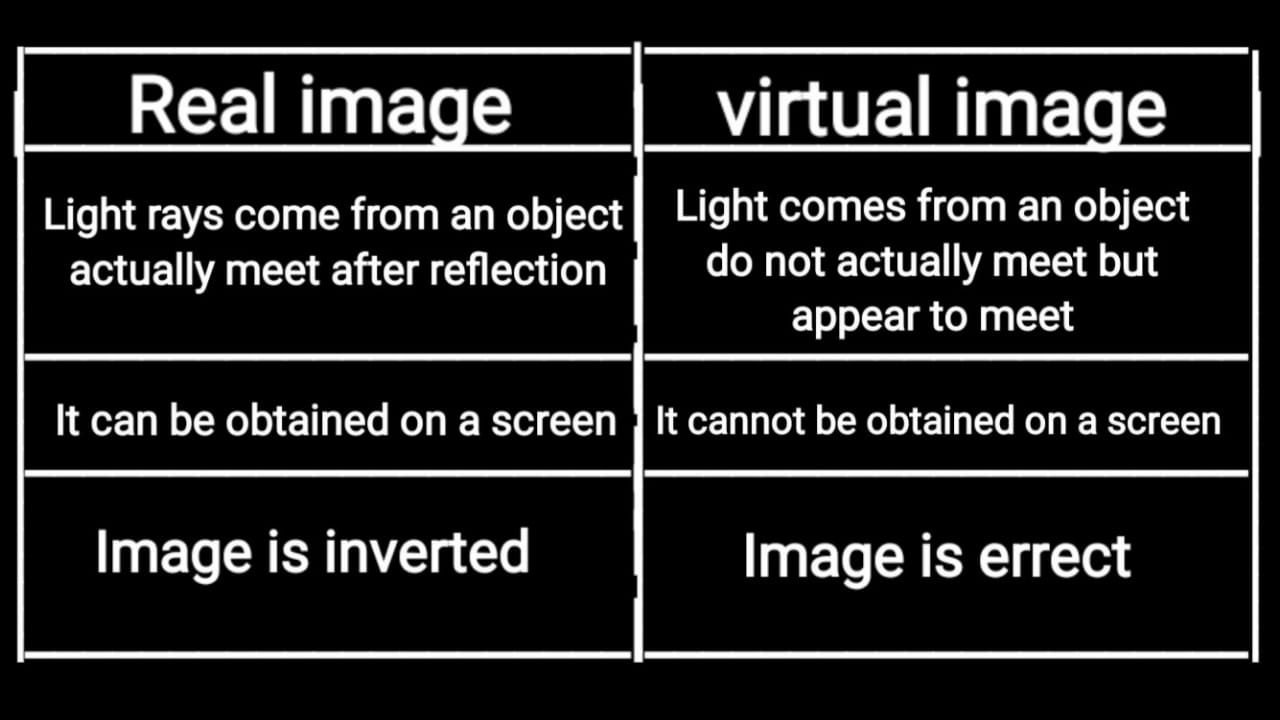 Real image
virtual image
Light rays come from an object
actually meet after reflection
Light comes from an object
do not actually meet but
appear to meet
It can be obtained on a screen
It cannot be obtained on a screen
Image is inverted
Image is errect